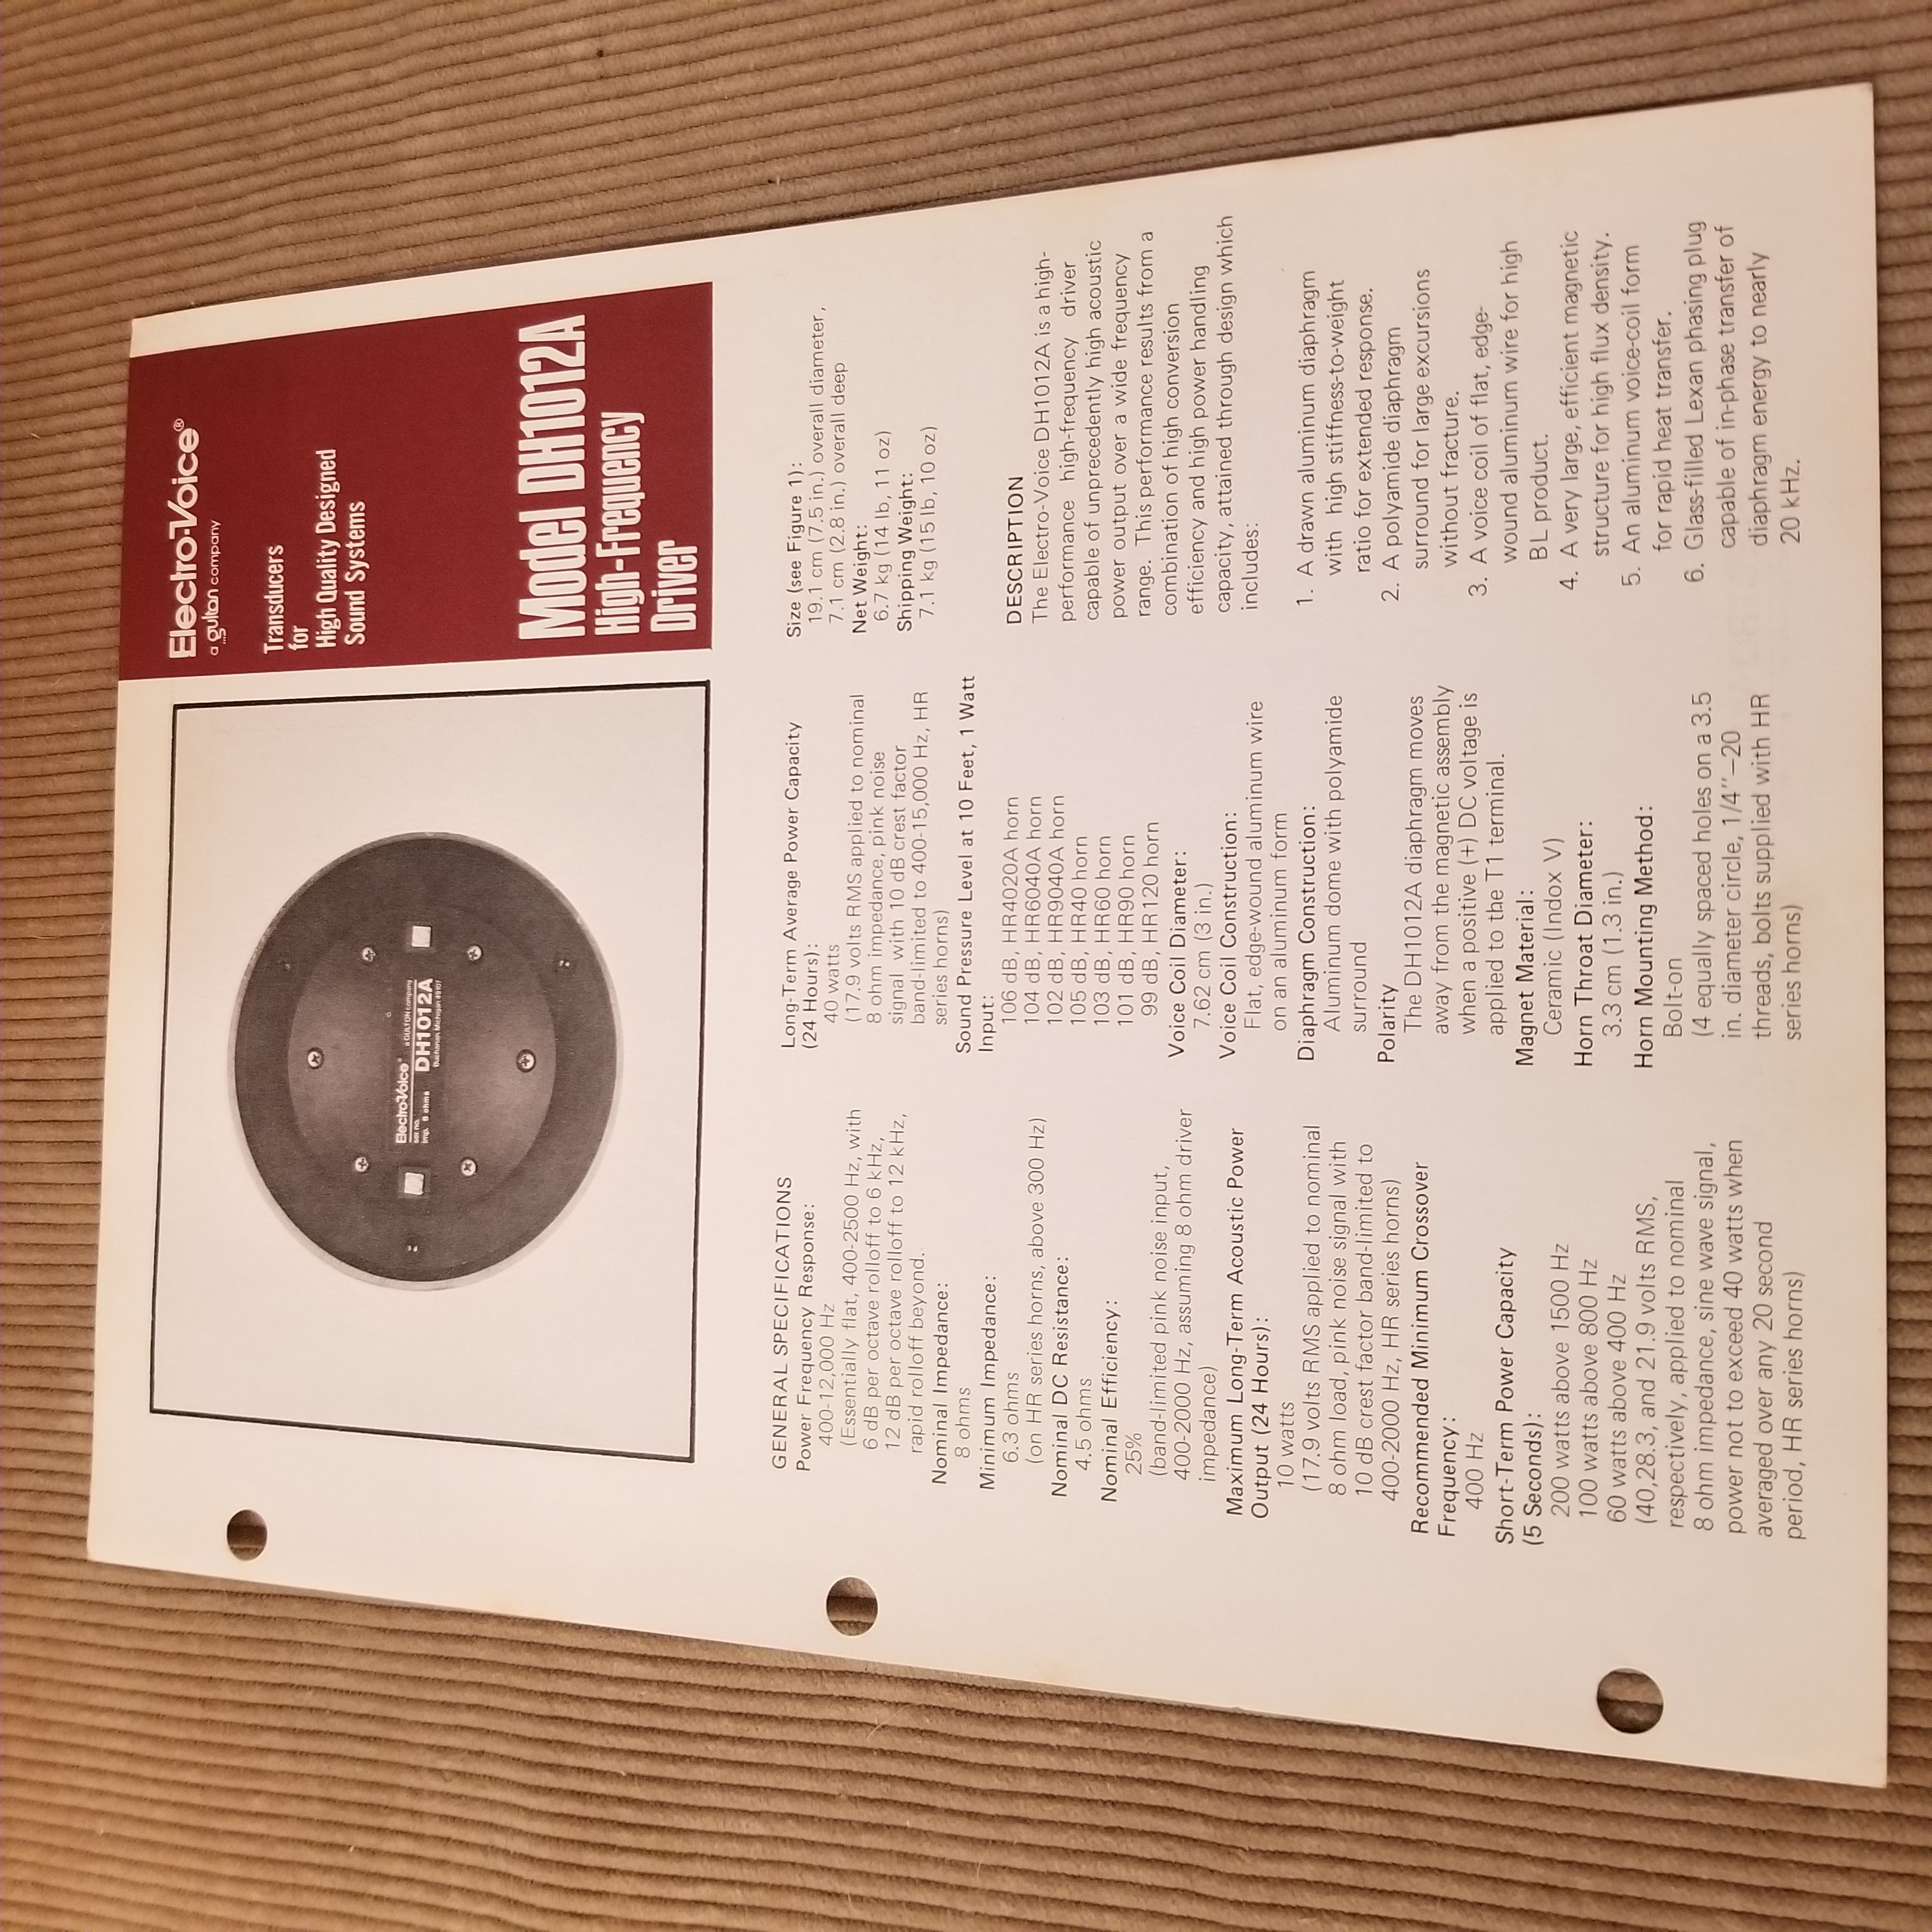 Electro-Voice®
a gulton company
Transducers
for
High Quality Designed
Sound Systems
Model DH1012A
High-Frequency
Driver
Electro-Voice® a GULTON company
ser no.
imp. 8 ohms DH1012A
Buchanan Michigan 49107
GENERAL SPECIFICATIONS
Power Frequency Response:
400-12,000 Hz
(Essentially flat, 400-2500 Hz, with
6 dB per octave rolloff to 6 kHz,
12 dB per octave rolloff to 12 kHz,
rapid rolloff beyond.
Nominal Impedance:
8 ohms
Minimum Impedance:
6.3 ohms
(on HR series horns, above 300 Hz)
Nominal DC Resistance:
4.5 ohms
Nominal Efficiency:
25%
(band-limited pink noise input,
400-2000 Hz, assuming 8 ohm driver
impedance)
Maximum Long-Term Acoustic Power
Output (24 Hours):
10 watts
(17.9 volts RMS applied to nominal
8 ohm load, pink noise signal with
10 dB crest factor band-limited to
400-2000 Hz, HR series horns)
Recommended Minimum Crossover
Frequency:
400 Hz
Short-Term Power Capacity
(5 Seconds):
200 watts above 1500 Hz
100 watts above 800 Hz
60 watts above 400 Hz
(40,28.3, and 21.9 volts RMS,
respectively, applied to nominal
8 ohm impedance, sine wave signal,
power not to exceed 40 watts when
averaged over any 20 second
period, HR series horns)
Long-Term Average Power Capacity
(24 Hours):
40 watts
(17.9 volts RMS applied to nominal
8 ohm impedance, pink noise
signal with 10 dB crest factor
band-limited to 400-15,000 Hz, HR
series horns)
Sound Pressure Level at 10 Feet, 1 Watt
Input:
106 dB, HR4020A horn
104 dB, HR6040A horn
102 dB, HR9040A horn
105 dB, HR40 horn
103 dB, HR60 horn
101 dB, HR90 horn
99 dB, HR120 horn
Voice Coil Diameter:
7.62 cm (3 in.)
Voice Coil Construction:
Flat, edge-wound aluminum wire
on an aluminum form
Diaphragm Construction:
Aluminum dome with polyamide
surround
Polarity
The DH1012A diaphragm moves
away from the magnetic assembly
when a positive (+) DC voltage is
applied to the T1 terminal.
Magnet Material:
Ceramic (Indox V)
Horn Throat Diameter:
3.3 cm (1.3 in.)
Horn Mounting Method:
Bolt-on
(4 equally spaced holes on a 3.5
in. diameter circle, 1/4"–20
threads, bolts supplied with HR
series horns)
Size (see Figure 1):
19.1 cm (7.5 in.) overall diameter,
7.1 cm (2.8 in.) overall deep
Net Weight:
6.7 kg (14 lb, 11 oz)
Shipping Weight:
7.1 kg (15 lb, 10 oz)
DESCRIPTION
The Electro-Voice DH1012A is a high-
performance high-frequency driver
capable of unprecedently high acoustic
power output over a wide frequency
range. This performance results from a
combination of high conversion
efficiency and high power handling
capacity, attained through design which
includes:
1. A drawn aluminum diaphragm
with high stiffness-to-weight
ratio for extended response.
2. A polyamide diaphragm
surround for large excursions
without fracture.
3. A voice coil of flat, edge-
wound aluminum wire for high
BL product.
4. A very large, efficient magnetic
structure for high flux density.
5. An aluminum voice-coil form
for rapid heat transfer.
6. Glass-filled Lexan phasing plug
capable of in-phase transfer of
diaphragm energy to nearly
20 kHz.